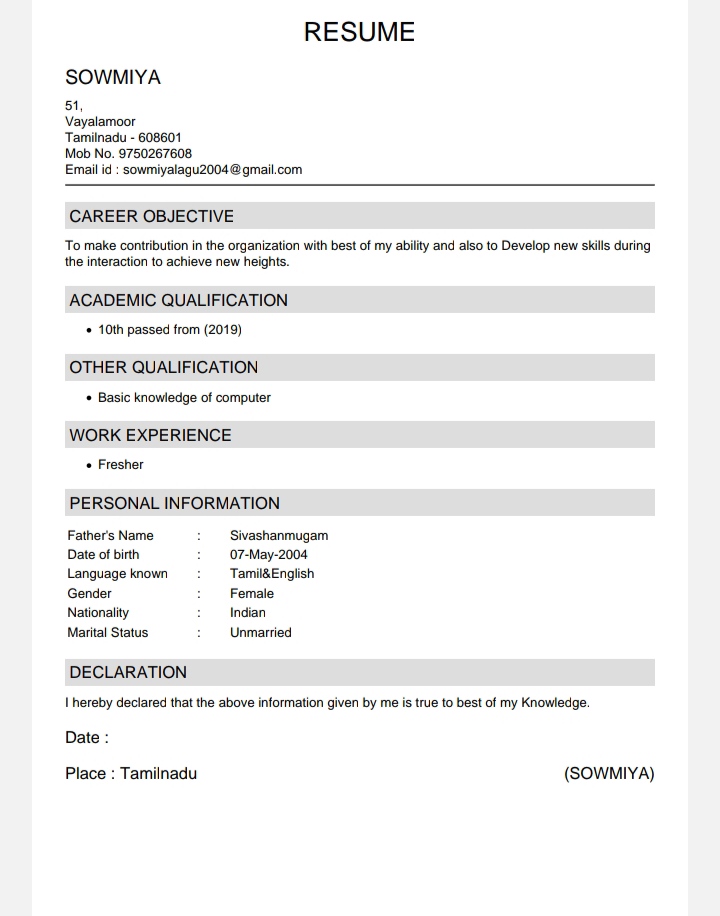 RESUME
SOWMIYA
51,
Vayalamoor
Tamilnadu - 608601
Mob No. 9750267608
Email id : sowmiyalagu2004@gmail.com
CAREER OBJECTIVE
To make contribution in the organization with best of my ability and also to Develop new skills during
the interaction to achieve new heights.
ACADEMIC QUALIFICATION
• 10th passed from (2019)
OTHER QUALIFICATION
• Basic knowledge of computer
WORK EXPERIENCE
• Fresher
PERSONAL INFORMATION
Father's Name : Sivashanmugam
Date of birth : 07-May-2004
Language known : Tamil&English
Gender : Female
Nationality : Indian
Marital Status : Unmarried
DECLARATION
I hereby declared that the above information given by me is true to best of my Knowledge.
Date :
Place : Tamilnadu (SOWMIYA)